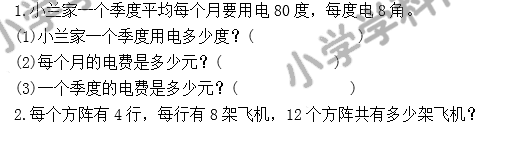 1.小兰家一个季度平均每个月要用电 80 度，每度电 8 角。
(1)小兰家一个季度用电多少度？(                )
(2)每个月的电费是多少元？(                )
(3)一个季度的电费是多少元？(                )
2.每个方阵有 4 行，每行有 8 架飞机，12 个方阵共有多少架飞机？
小学学科